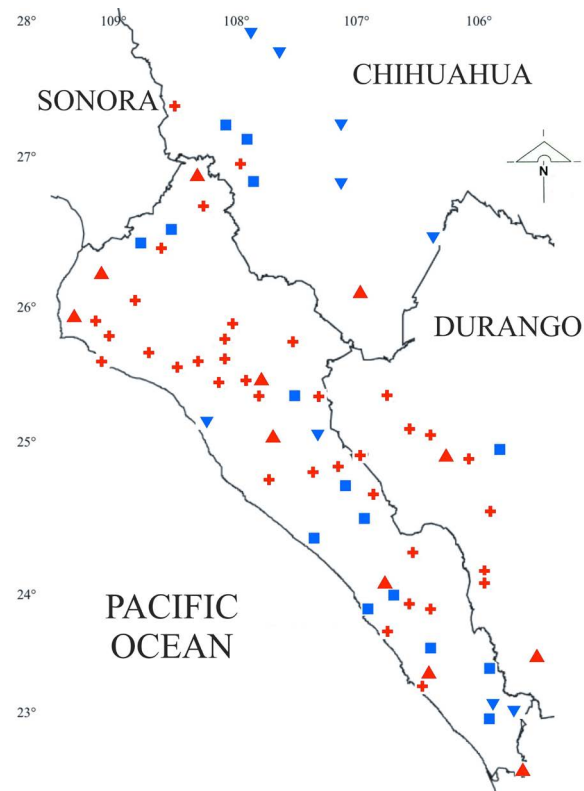 28° 109° 108° 107° 106°
CHIHUAHUA
SONORA
27°
N
26°
DURANGO
25°
24°
PACIFIC
OCEAN
23°